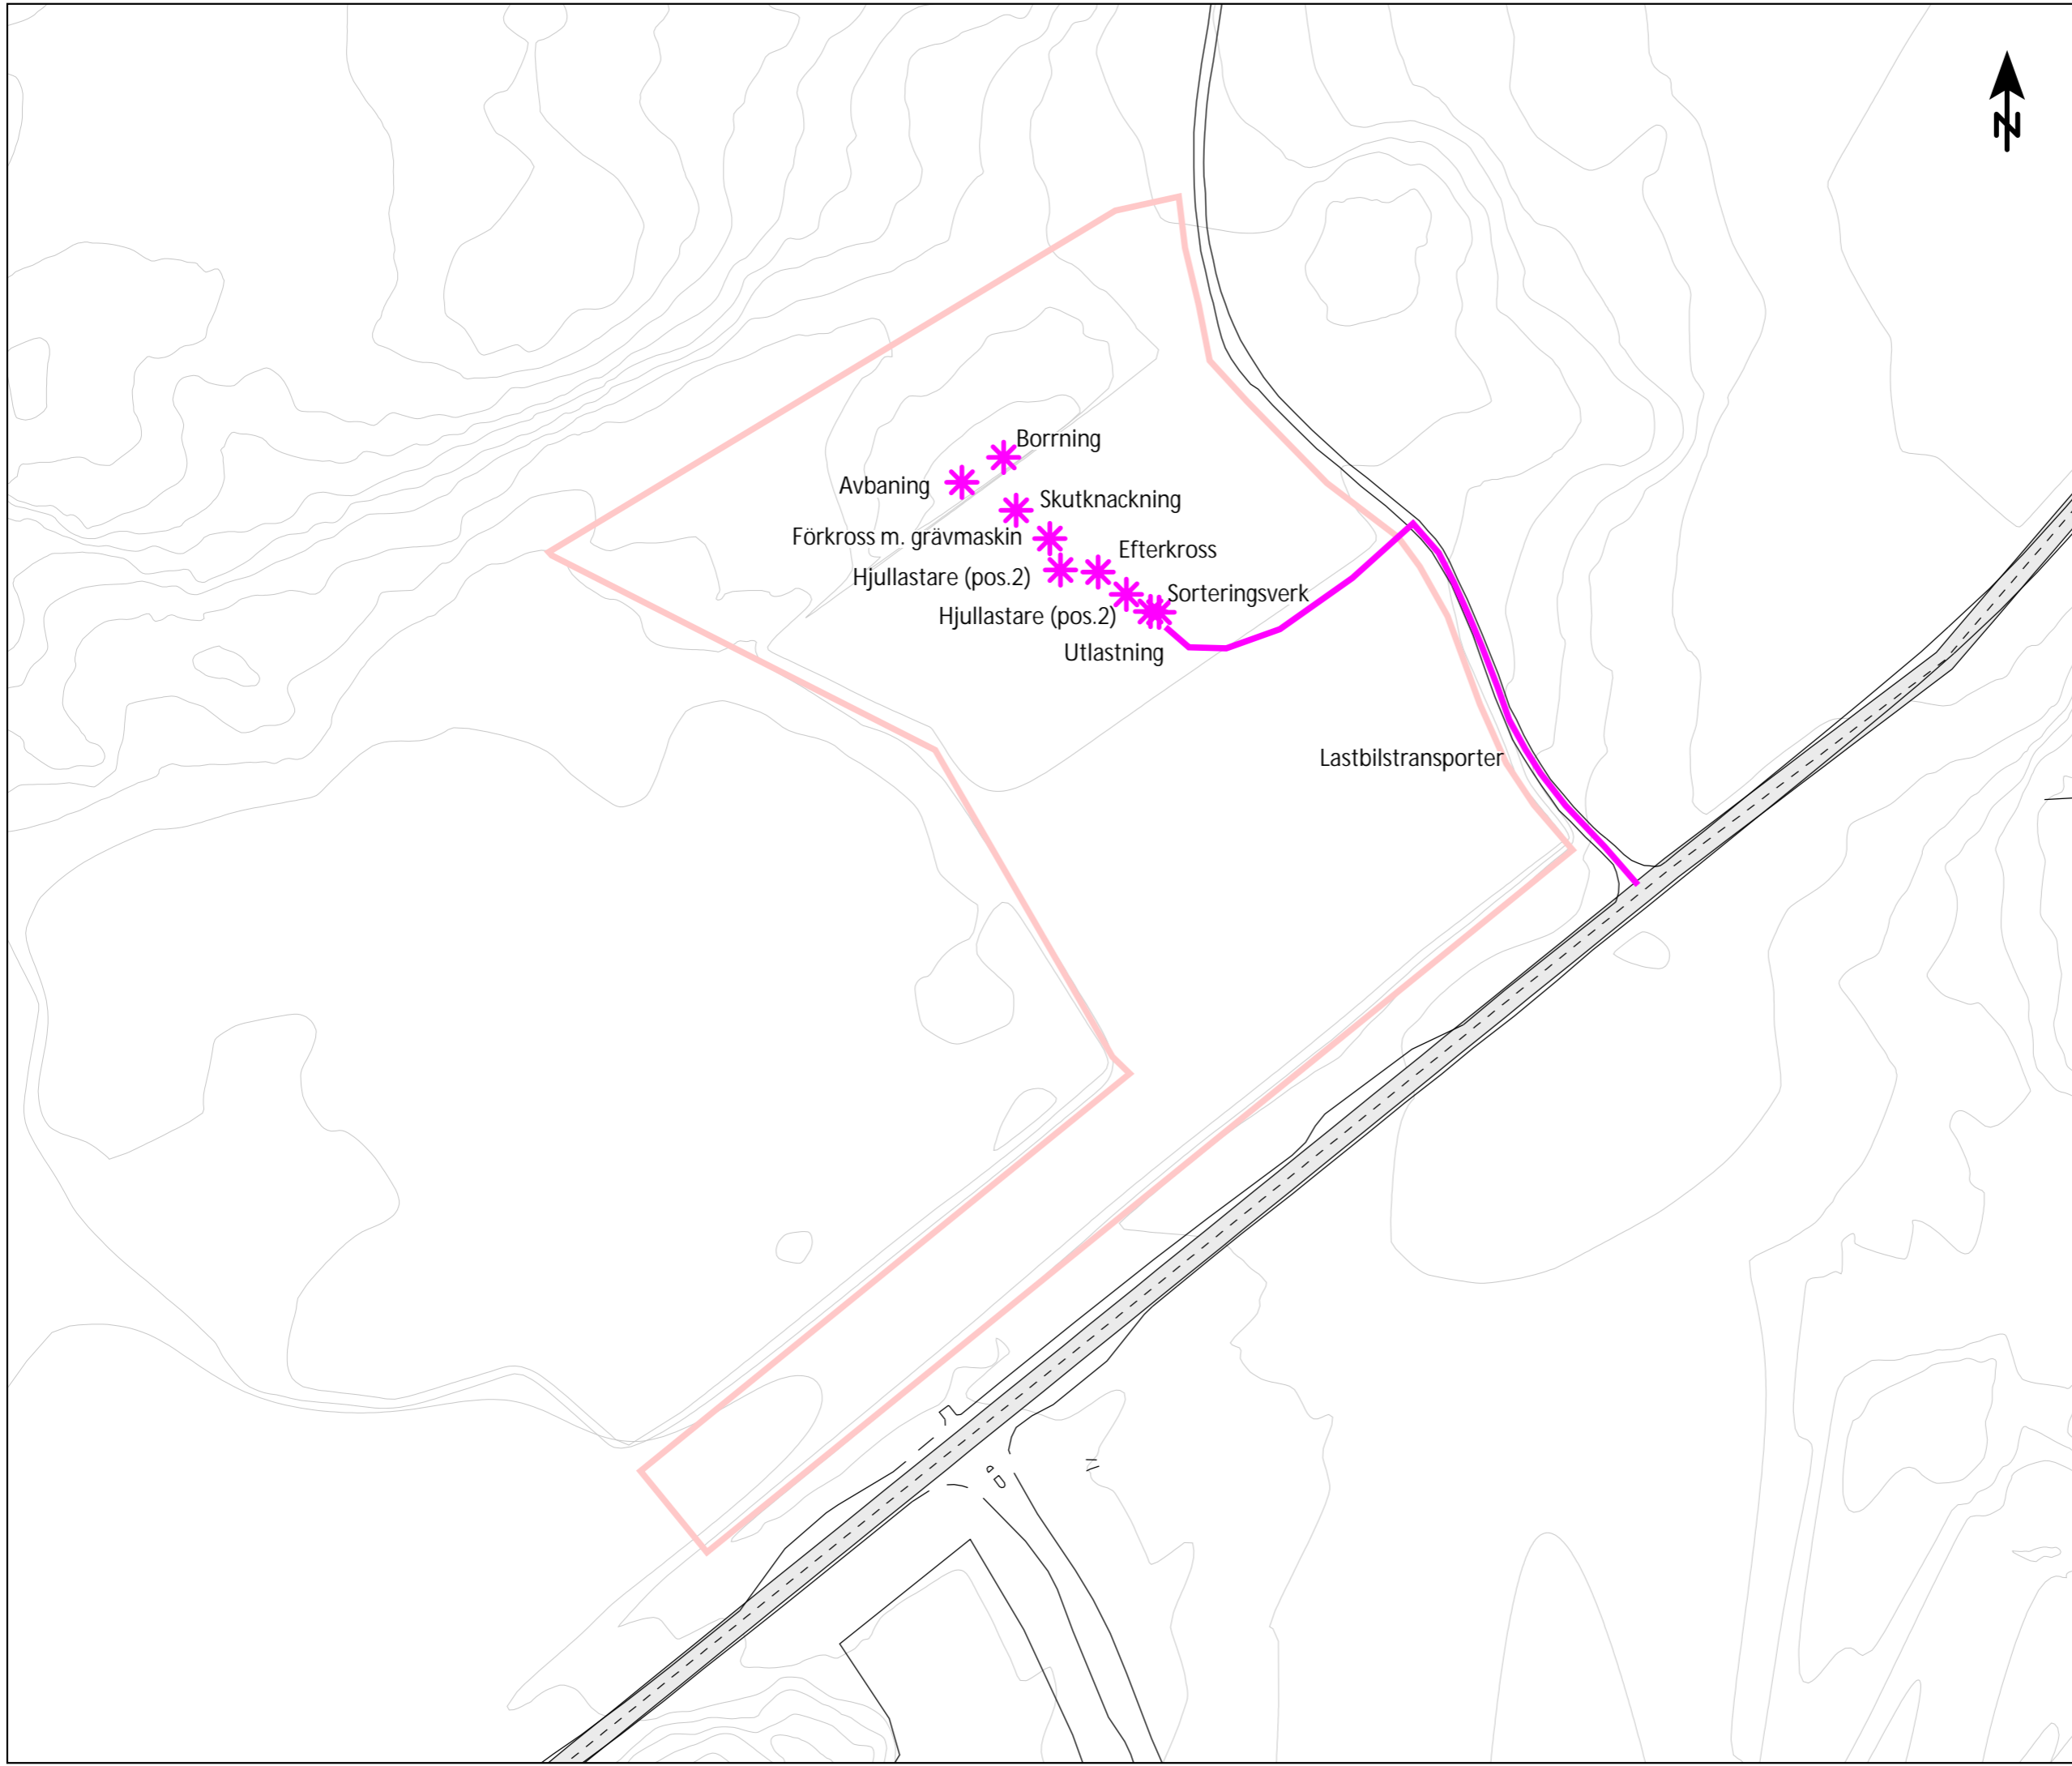 N
Borrning
Avbaning
Skutknackning
Förkross m. grävmaskin
Efterkross
Hjullastare (pos.2)
Sorteringsverk
Hjullastare (pos.2)
Utlastning
Lastbilstransporter